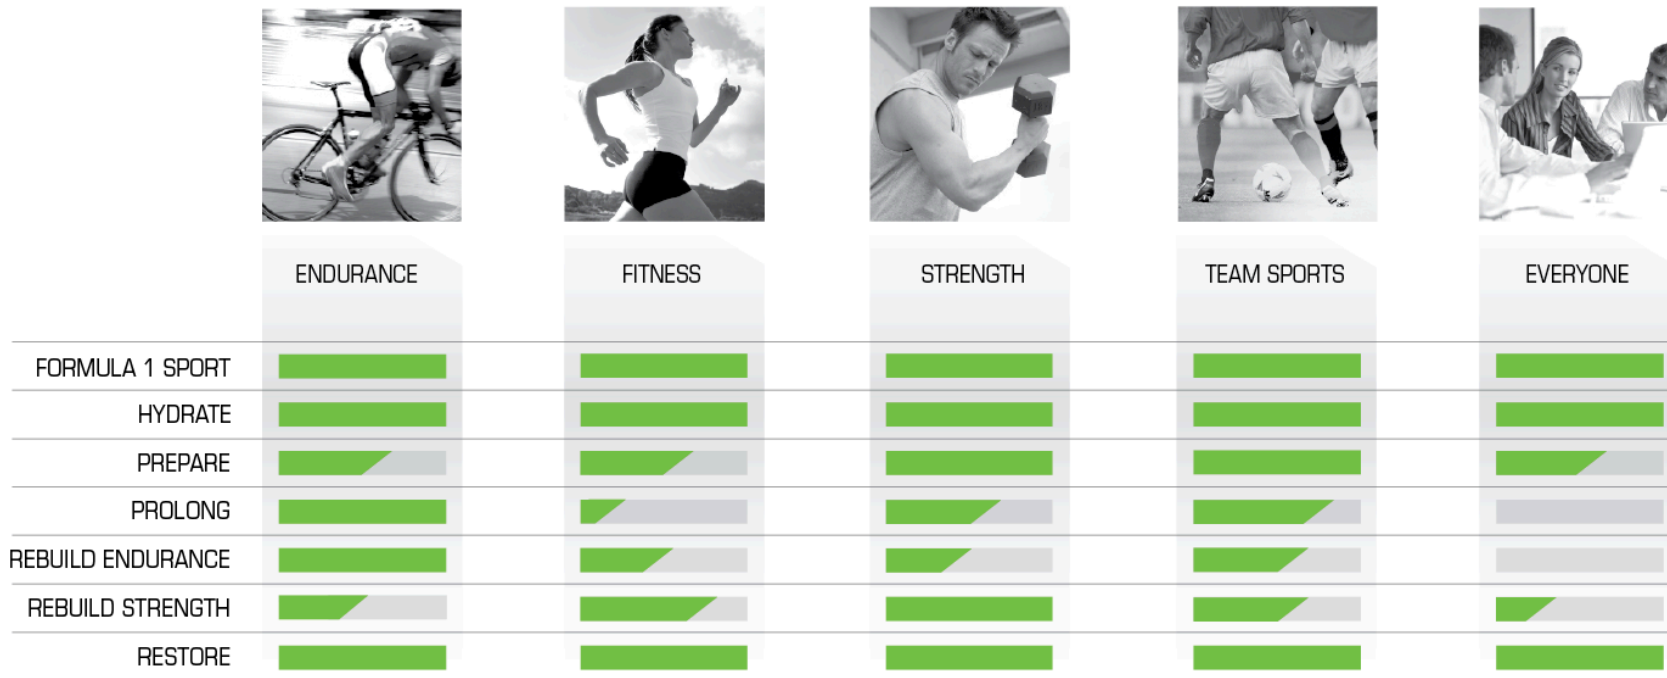 ENDURANCE FITNESS STRENGTH TEAM SPORTS EVERYONE
FORMULA 1 SPORT
HYDRATE
PREPARE
PROLONG
REBUILD ENDURANCE
REBUILD STRENGTH
RESTORE